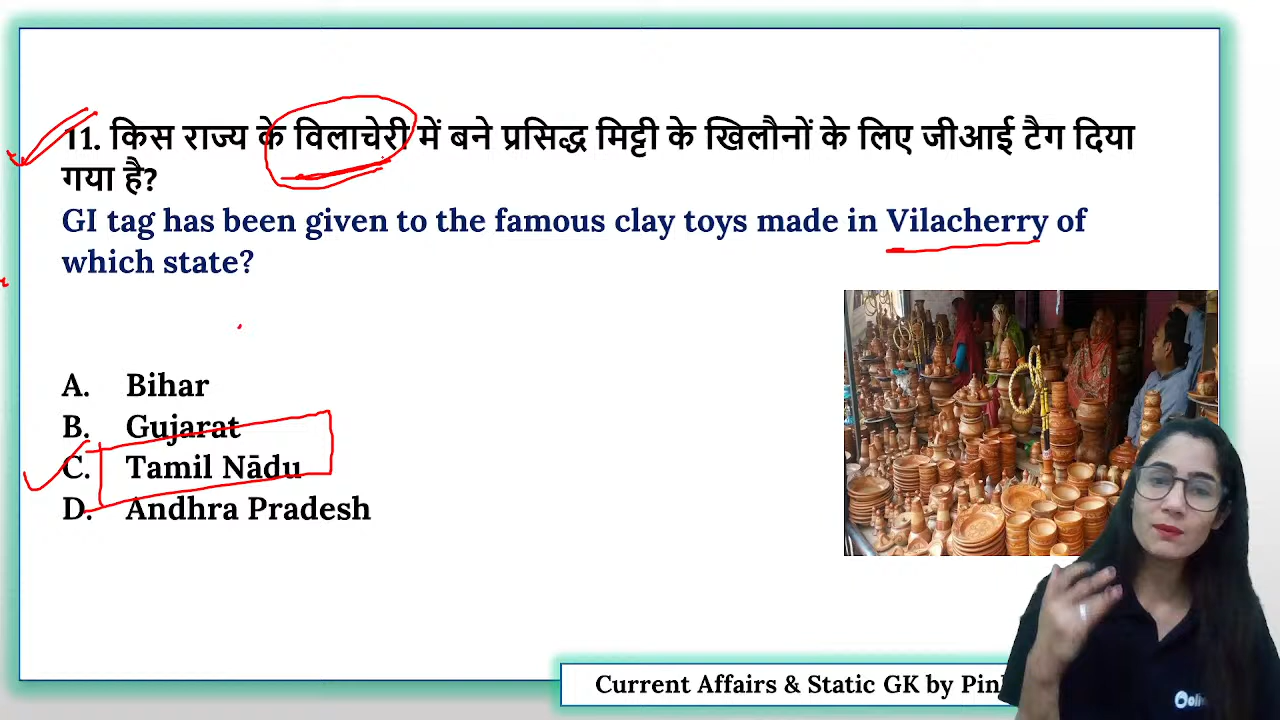 11. किस राज्य के विलाचेरी में बने प्रसिद्ध मिट्टी के खिलौनों के लिए जीआई टैग दिया
गया है?
GI tag has been given to the famous clay toys made in Vilacherry of
which state?
A. Bihar
B. Gujarat
C. Tamil Nādu
D. Andhra Pradesh
Current Affairs & Static GK by